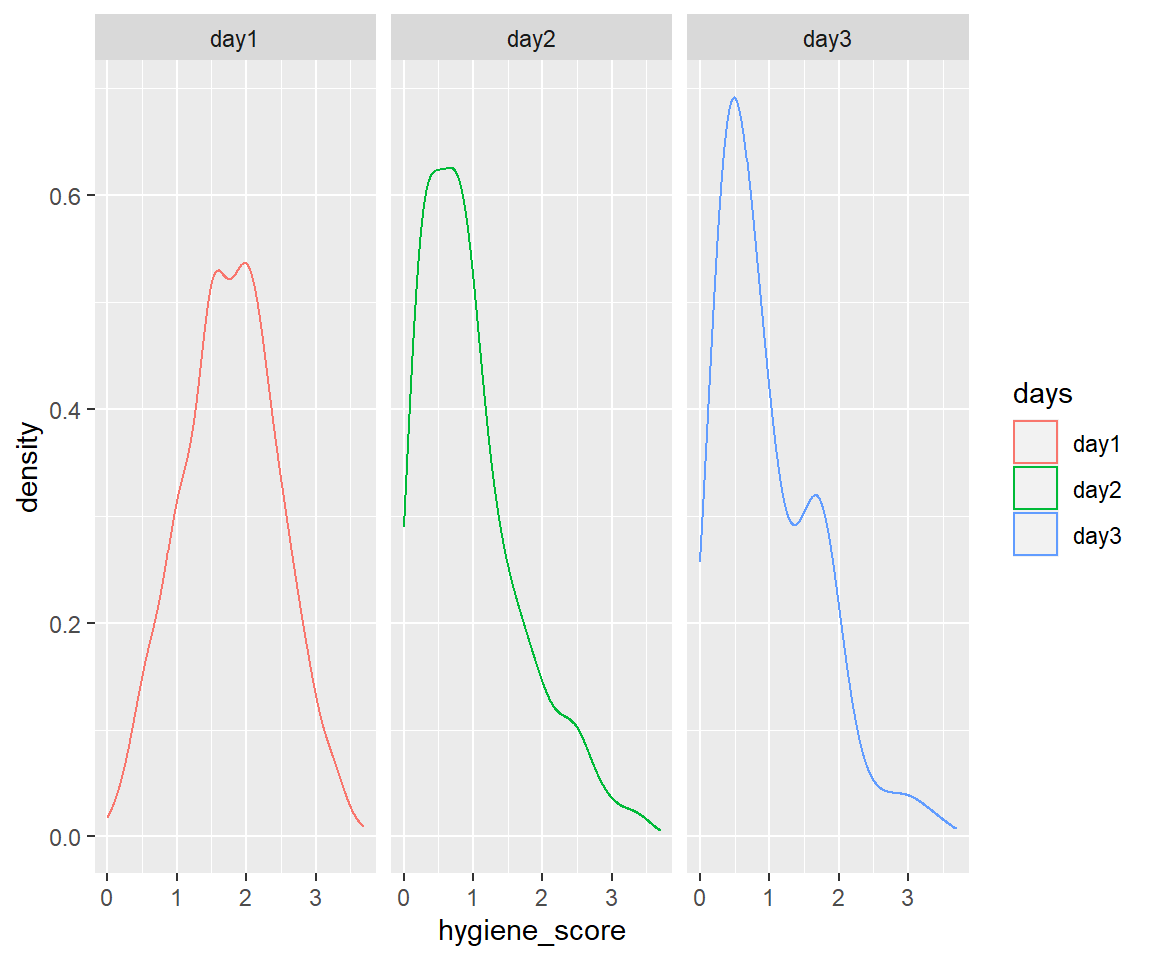 day1 day2 day3
0.6
0.4
0.2
0.0
density
0 1 2 3 0 1 2 3 0 1 2 3
hygiene_score
days
day1
day2
day3